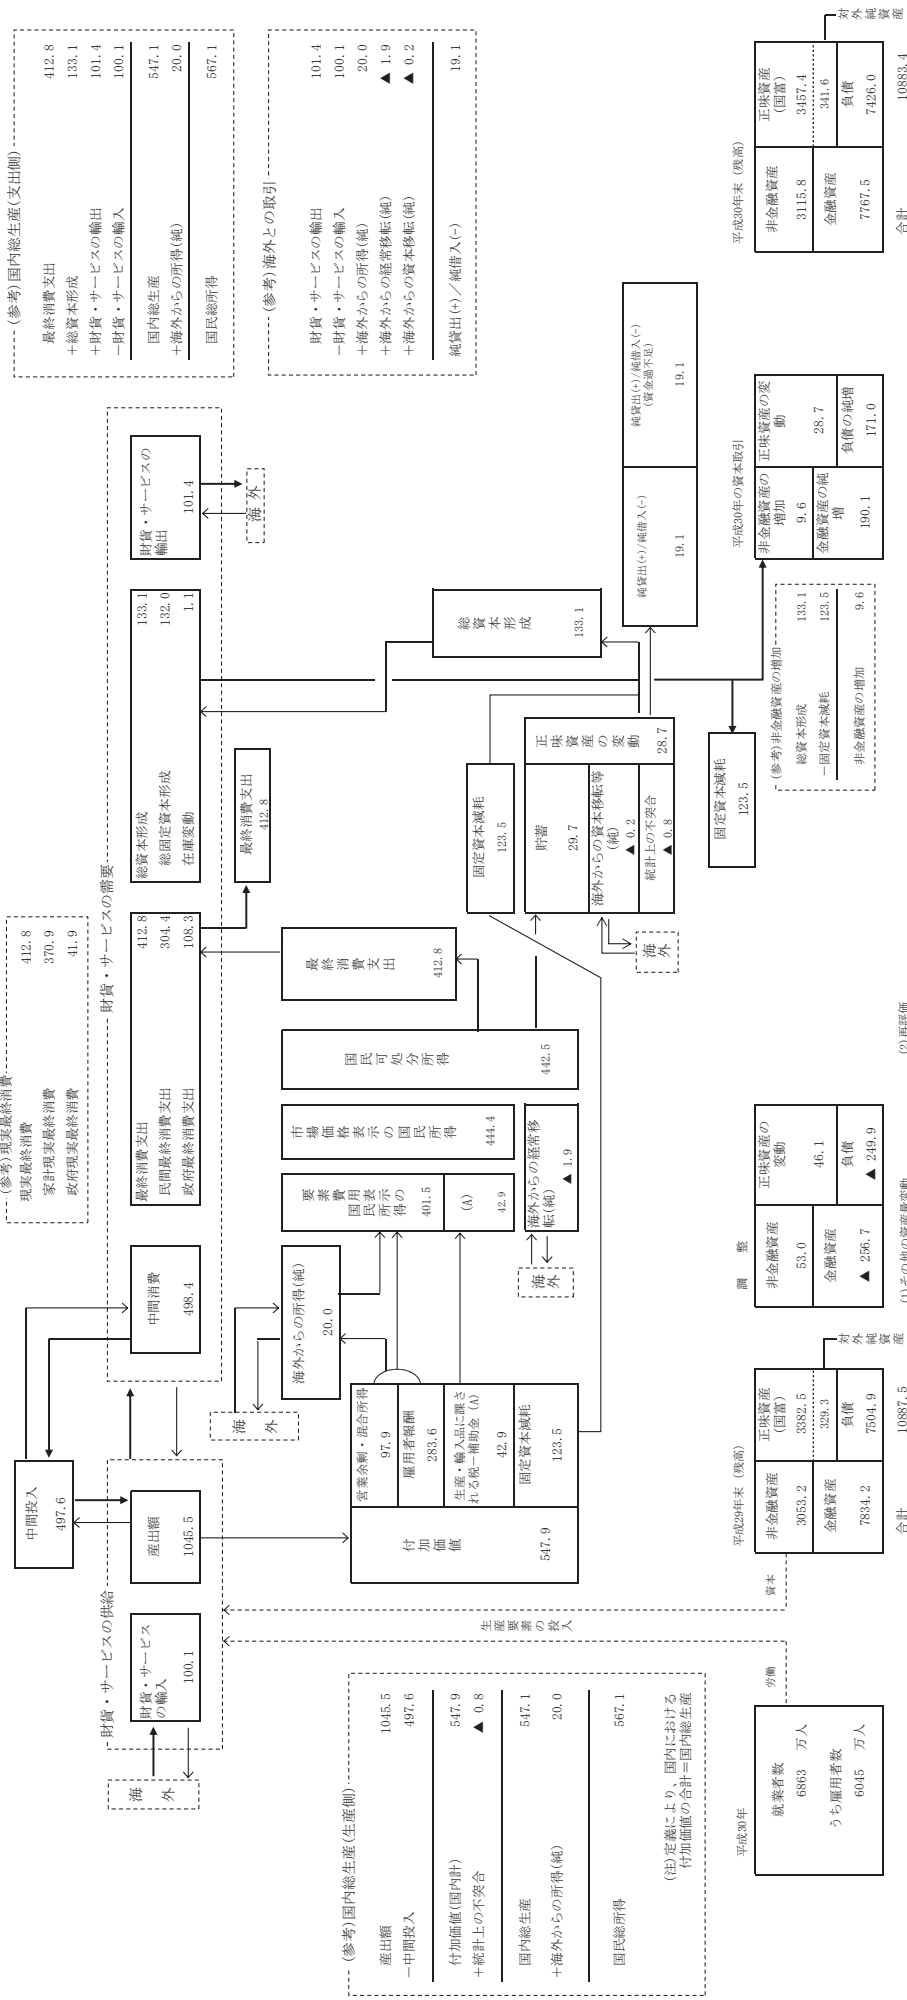 (参考)現実最終消費
現実最終消費 412.8
家計現実最終消費 370.9
政府現実最終消費 41.9
(参考)国内総生産(支出側)
最終消費支出 412.8
＋総資本形成 133.1
＋財貨・サービスの輸出 101.4
－財貨・サービスの輸入 100.1
国内総生産 547.1
＋海外からの所得(純) 20.0
国民総所得 567.1
(参考)海外との取引
財貨・サービスの輸出 101.4
－財貨・サービスの輸入 100.1
＋海外からの所得(純) 20.0
＋海外からの経常移転(純) ▲ 1.9
＋海外からの資本移転(純) ▲ 0.2
純貸出(+)／純借入(-) 19.1
中間投入
497.6
財貨・サービスの供給
財貨・サービス
の輸入
100.1
産出額
1045.5
海
外
財貨・サービスの需要
中間消費
498.4
最終消費支出 412.8
民間最終消費支出 304.4
政府最終消費支出 108.3
総資本形成 133.1
総固定資本形成 132.0
在庫変動 1.1
財貨・サービスの
輸出
101.4
海外
最終消費支出
412.8
海
外
海外からの所得(純)
20.0
付加価値
547.9
営業余剰・混合所得
97.9
雇用者報酬
283.6
生産・輸入品に課さ
れる税－補助金 (A)
42.9
固定資本減耗
123.5
要素費用表示の
国民所得
401.5
(A)
42.9
市場価格表示の国民所得
444.4
海外からの経常移
転(純)
▲ 1.9
海
外
国民可処分所得
442.5
最終消費支出
412.8
固定資本減耗
123.5
貯蓄
29.7
海外からの資本移転等
(純)
▲ 0.2
統計上の不突合
▲ 0.8
正味資産の変動
28.7
海
外
総資本形成
133.1
純貸出(+)/純借入(-)
19.1
純貸出(+)/純借入(-)
(資金過不足)
19.1
固定資本減耗
123.5
(参考)国内総生産(生産側)
産出額 1045.5
－中間投入 497.6
付加価値(国内計) 547.9
＋統計上の不突合 ▲ 0.8
国内総生産 547.1
＋海外からの所得(純) 20.0
国民総所得 567.1
(注)定義により、国内における
付加価値の合計＝国内総生産
生産要素の投入
労働
資本
平成30年
就業者数
6863 万人
うち雇用者数
6045 万人
平成29年末 (残高)
非金融資産
3053.2
金融資産
7834.2
正味資産
(国富)
3382.5
329.3
負債
7504.9
対外純資産
合計 10887.5
調 整
非金融資産
53.0
金融資産
▲ 256.7
正味資産の
変動
46.1
負債
▲ 249.9
(1)その他の資産量変動
(2)再評価
(参考)非金融資産の増加
総資本形成 133.1
－固定資本減耗 123.5
非金融資産の増加 9.6
平成30年の資本取引
非金融資産の
増加
9.6
金融資産の純
増
190.1
正味資産の変
動
28.7
負債の純増
171.0
平成30年末 (残高)
非金融資産
3115.8
金融資産
7767.5
正味資産
(国富)
3457.4
341.6
負債
7426.0
対外純資産
合計 10883.4